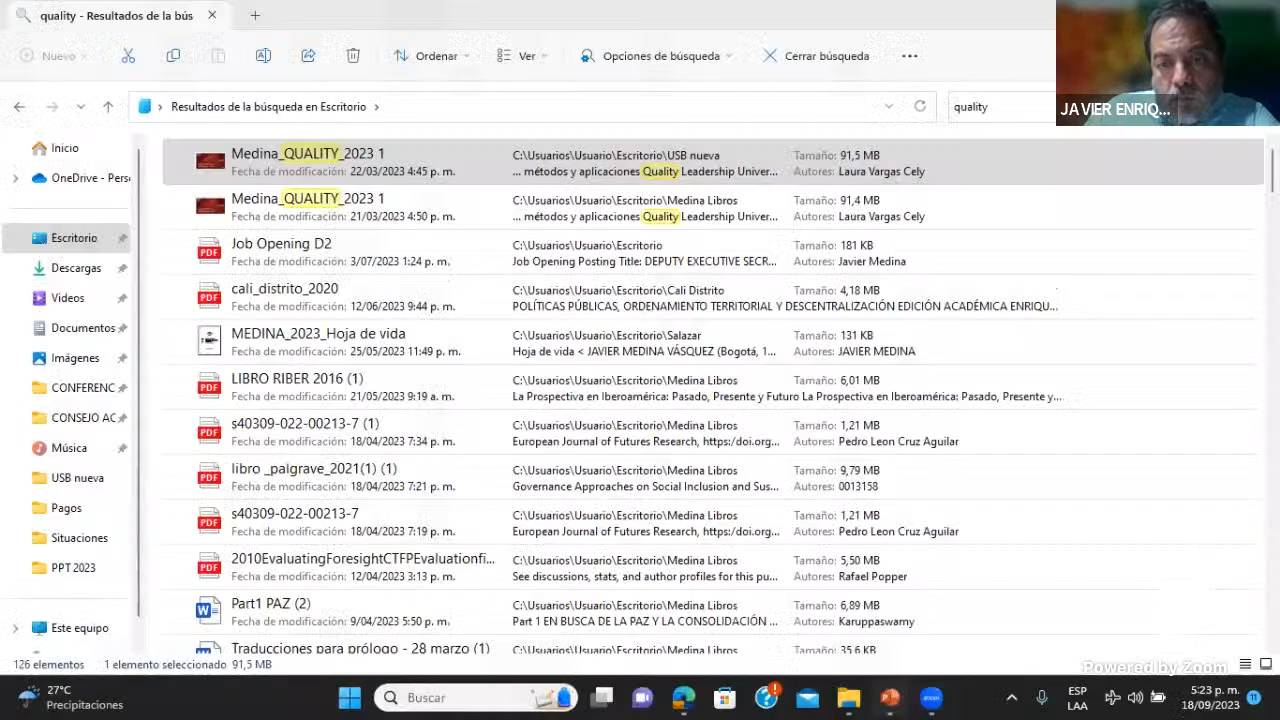 quality - Resultados de la bús
Nuevo
Ordenar
Ver
Opciones de búsqueda
Cerrar búsqueda
Resultados de la búsqueda en Escritorio
quality
JAVIER ENRIQ...
Inicio
OneDrive - Pers
Escritorio
Descargas
Videos
Documentos
Imágenes
CONFERENC
CONSEJO AC
Música
USB nueva
Pagos
Situaciones
PPT 2023
Este equipo
Medina_QUALITY_2023 1
Fecha de modificación: 22/03/2023 4:45 p. m.
C:\Usuarios\Usuario\Escritorio\USB nueva
... métodos y aplicaciones Quality Leadership Univer...
Tamaño: 91,5 MB
Autores: Laura Vargas Cely
Medina_QUALITY_2023 1
Fecha de modificación: 21/03/2023 4:50 p. m.
C:\Usuarios\Usuario\Escritorio\Medina Libros
... métodos y aplicaciones Quality Leadership Univer...
Tamaño: 91,4 MB
Autores: Laura Vargas Cely
PDF
Job Opening D2
Fecha de modificación: 3/07/2023 1:24 p. m.
C:\Usuarios\Usuario\Escritorio
Job Opening Posting Title: DEPUTY EXECUTIVE SECR...
Tamaño: 181 KB
Autores: Javier Medina
PDF
cali_distrito_2020
Fecha de modificación: 12/06/2023 9:44 p. m.
C:\Usuarios\Usuario\Escritorio\Cali Distrito
POLÍTICAS PÚBLICAS, ORDENAMIENTO TERRITORIAL Y DESCENTRALIZACIÓN EDICIÓN ACADÉMICA ENRIQU...
Tamaño: 4,18 MB
MEDINA_2023_Hoja de vida
Fecha de modificación: 25/05/2023 11:49 p. m.
C:\Usuarios\Usuario\Escritorio\Salazar
Hoja de vida < JAVIER MEDINA VÁSQUEZ (Bogotá, 1...
Tamaño: 131 KB
Autores: JAVIER MEDINA
PDF
LIBRO RIBER 2016 (1)
Fecha de modificación: 21/05/2023 9:19 a. m.
C:\Usuarios\Usuario\Escritorio\Medina Libros
La Prospectiva en Iberoamérica: Pasado, Presente y Futuro La Prospectiva en Iberoamérica: Pasado, Presente y...
Tamaño: 6,01 MB
PDF
s40309-022-00213-7 (1)
Fecha de modificación: 18/04/2023 7:34 p. m.
C:\Usuarios\Usuario\Escritorio\Medina Libros
European Journal of Futures Research, https:/doi.org...
Tamaño: 1,21 MB
Autores: Pedro Leon Cruz Aguilar
PDF
libro _palgrave_2021(1) (1)
Fecha de modificación: 18/04/2023 7:21 p. m.
C:\Usuarios\Usuario\Escritorio\Medina Libros
Governance Approaches on Social Inclusion and Sus...
Tamaño: 9,79 MB
Autores: 0013158
PDF
s40309-022-00213-7
Fecha de modificación: 18/04/2023 7:19 p. m.
C:\Usuarios\Usuario\Escritorio\Medina Libros
European Journal of Futures Research, https:/doi.org...
Tamaño: 1,21 MB
Autores: Pedro Leon Cruz Aguilar
PDF
2010EvaluatingForesightCTFPEvaluationfi...
Fecha de modificación: 12/04/2023 3:13 p. m.
C:\Usuarios\Usuario\Escritorio\Medina Libros
See discussions, stats, and author profiles for this pu...
Tamaño: 5,50 MB
Autores: Rafael Popper
Part1 PAZ (2)
Fecha de modificación: 9/04/2023 5:50 p. m.
C:\Usuarios\Usuario\Escritorio\Medina Libros
Part 1 EN BUSCA DE LA PAZ Y LA CONSOLIDACIÓN ...
Tamaño: 6,89 MB
Autores: Karuppaswamy
Traducciones para prólogo - 28 marzo (1)
C:\Usuarios\Usuario\Escritorio\Medina Libros
Tamaño: 35,6 KB
126 elementos
1 elemento seleccionado 91,5 MB
Powered by Zoom
27°C
Precipitaciones
Buscar
ESP
LAA
5:23 p. m.
18/09/2023
11